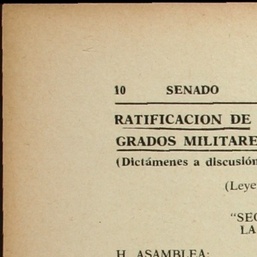 10 SENADO
RATIFICACION DE
GRADOS MILITARE
(Dictámenes a discusión
(Leye
"SEC
LA
H. ASAMBLEA: